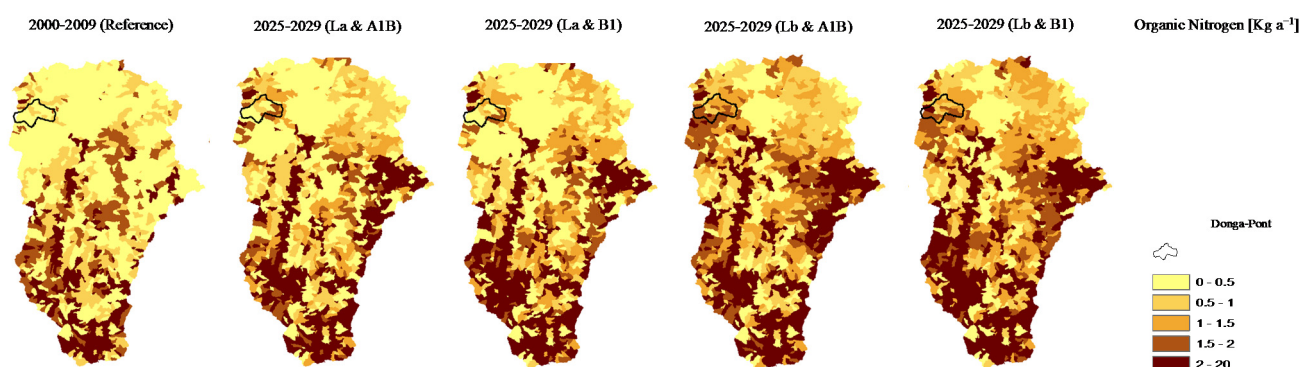 2000-2009 (Reference)
2025-2029 (La & A1B)
2025-2029 (La & B1)
2025-2029 (Lb & A1B)
2025-2029 (Lb & B1)
Organic Nitrogen [Kg a⁻¹]
Donga-Pont
0 - 0.5
0.5 - 1
1 - 1.5
1.5 - 2
2 - 20